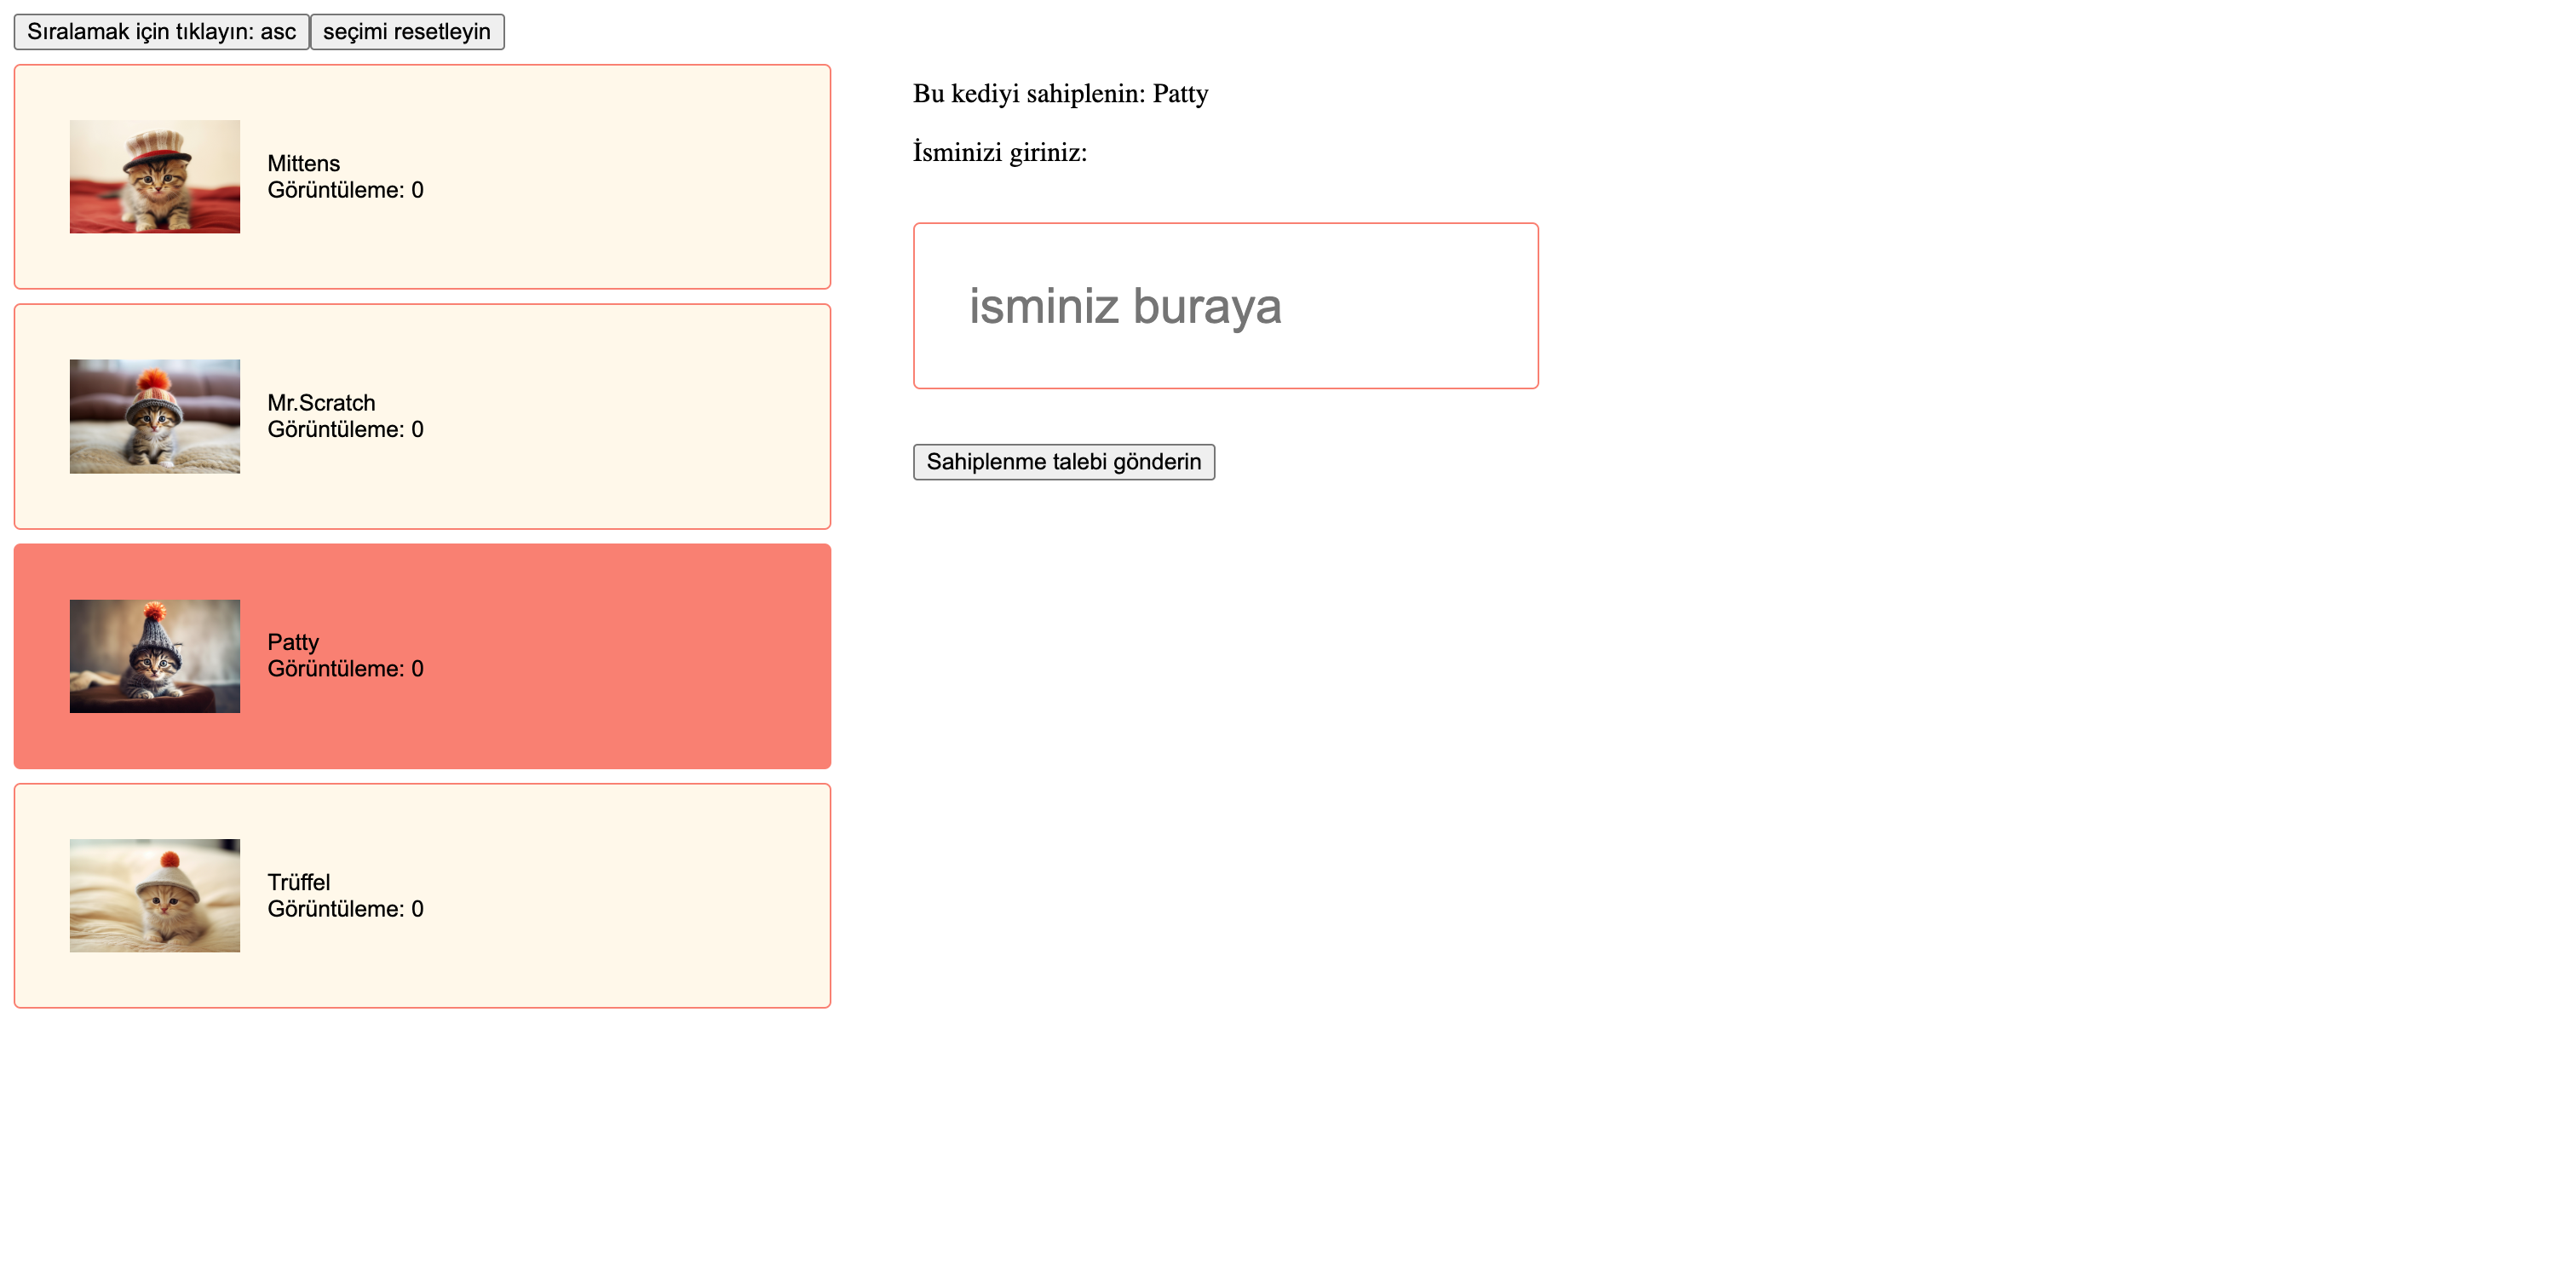 Sıralamak için tıklayın: asc seçimi resetleyin
Mittens
Görüntüleme: 0
Mr.Scratch
Görüntüleme: 0
Patty
Görüntüleme: 0
Trüffel
Görüntüleme: 0
Bu kediyi sahiplenin: Patty
İsminizi giriniz:
isminiz buraya
Sahiplenme talebi gönderin